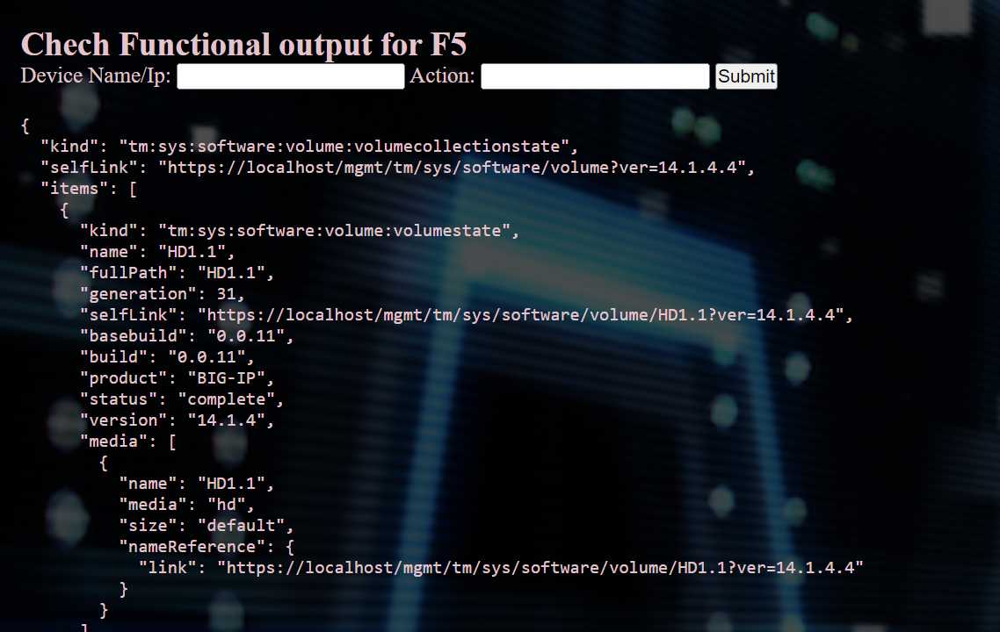 Chech Functional output for F5
Device Name/Ip: Action: Submit
{
  "kind": "tm:sys:software:volume:volumecollectionstate",
  "selfLink": "https://localhost/mgmt/tm/sys/software/volume?ver=14.1.4.4",
  "items": [
    {
      "kind": "tm:sys:software:volume:volumestate",
      "name": "HD1.1",
      "fullPath": "HD1.1",
      "generation": 31,
      "selfLink": "https://localhost/mgmt/tm/sys/software/volume/HD1.1?ver=14.1.4.4",
      "basebuild": "0.0.11",
      "build": "0.0.11",
      "product": "BIG-IP",
      "status": "complete",
      "version": "14.1.4",
      "media": [
        {
          "name": "HD1.1",
          "media": "hd",
          "size": "default",
          "nameReference": {
            "link": "https://localhost/mgmt/tm/sys/software/volume/HD1.1?ver=14.1.4.4"
          }
        }
      ]